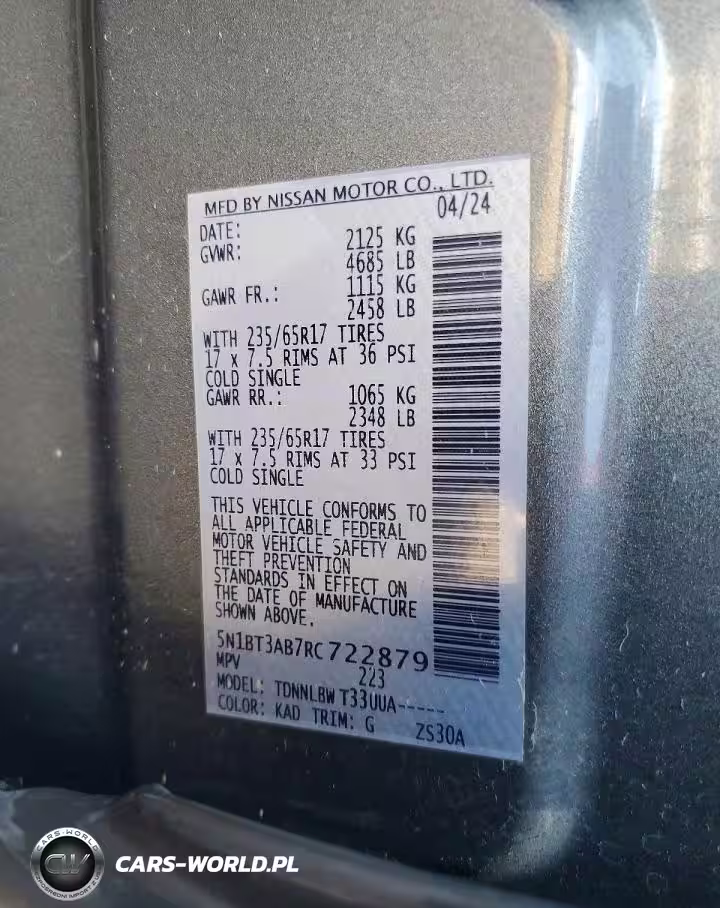 MFD BY NISSAN MOTOR CO., LTD.
DATE: 04/24
GVWR: 2125 KG
4685 LB
GAWR FR.: 1115 KG
2458 LB
WITH 235/65R17 TIRES
17 x 7.5 RIMS AT 36 PSI
COLD SINGLE
GAWR RR.: 1065 KG
2348 LB
WITH 235/65R17 TIRES
17 x 7.5 RIMS AT 33 PSI
COLD SINGLE
THIS VEHICLE CONFORMS TO
ALL APPLICABLE FEDERAL
MOTOR VEHICLE SAFETY AND
THEFT PREVENTION
STANDARDS IN EFFECT ON
THE DATE OF MANUFACTURE
SHOWN ABOVE.
5N1BT3AB7RC722879
MPV 223
MODEL: TDNNLBW T33UUA-----
COLOR: KAD TRIM: G ZS30A
CARS-WORLD
CW
CARS-WORLD.PL